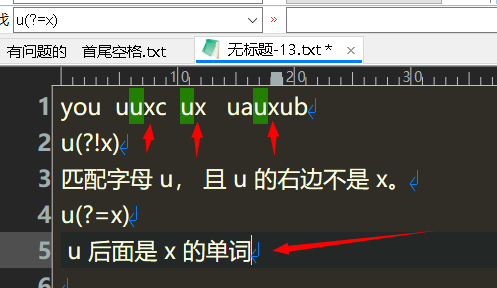 找 u(?=x)
有问题的 首尾空格.txt 无标题-13.txt *
10 20 30
1 you uuxc ux uauxub
2 u(?!x)
3 匹配字母 u， 且 u 的右边不是 x。
4 u(?=x)
5 u 后面是 x 的单词
6